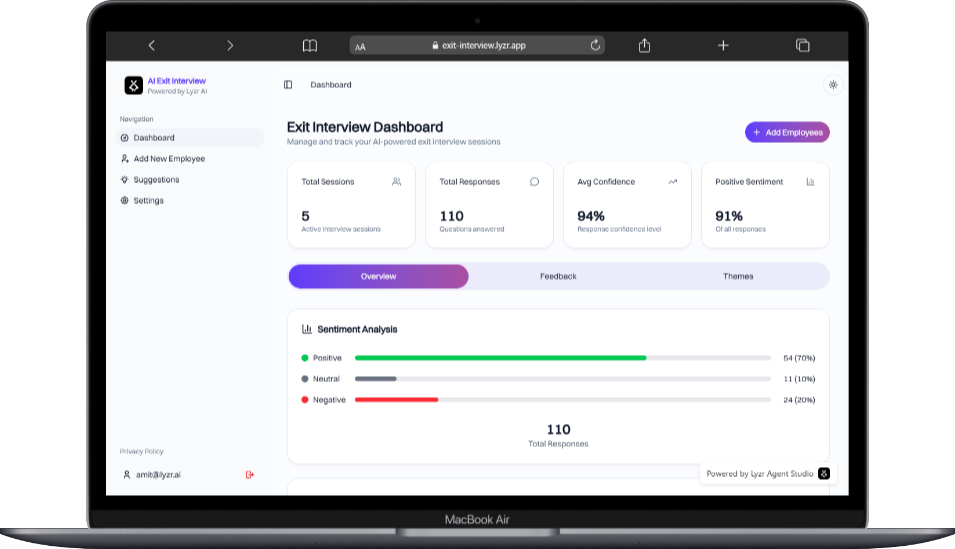 AA exit-interview.lyzr.app
AI Exit Interview
Powered by Lyzr AI
Navigation
Dashboard
Add New Employee
Suggestions
Settings
Privacy Policy
amit@lyzr.ai
Dashboard
Exit Interview Dashboard
Manage and track your AI-powered exit interview sessions
+ Add Employees
Total Sessions
5
Active interview sessions
Total Responses
110
Questions answered
Avg Confidence
94%
Response confidence level
Positive Sentiment
91%
Of all responses
Overview
Feedback
Themes
Sentiment Analysis
Positive 54 (70%)
Neutral 11 (10%)
Negative 24 (20%)
110
Total Responses
Powered by Lyzr Agent Studio
MacBook Air